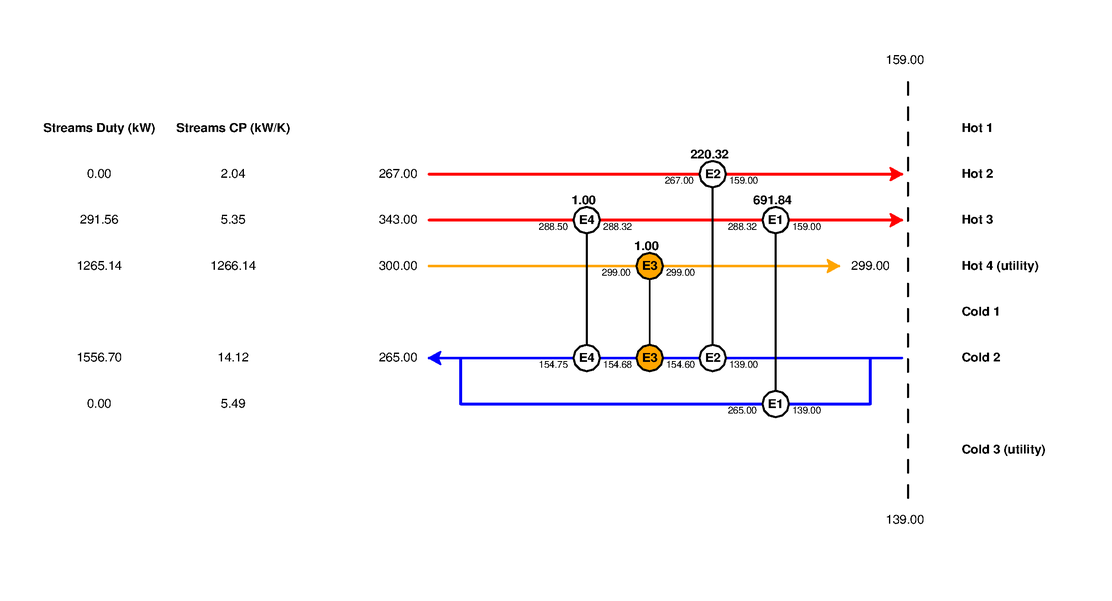 159.00
Streams Duty (kW) Streams CP (kW/K) Hot 1
220.32
0.00 2.04 267.00 E2 Hot 2
267.00 159.00
1.00 691.84
291.56 5.35 343.00 E4 E1 Hot 3
288.50 288.32 288.32 159.00
1.00
1265.14 1266.14 300.00 E3 299.00 Hot 4 (utility)
299.00 299.00
Cold 1
1556.70 14.12 265.00 E4 E3 E2 Cold 2
154.75 154.68 154.60 139.00
0.00 5.49 E1
265.00 139.00
Cold 3 (utility)
139.00